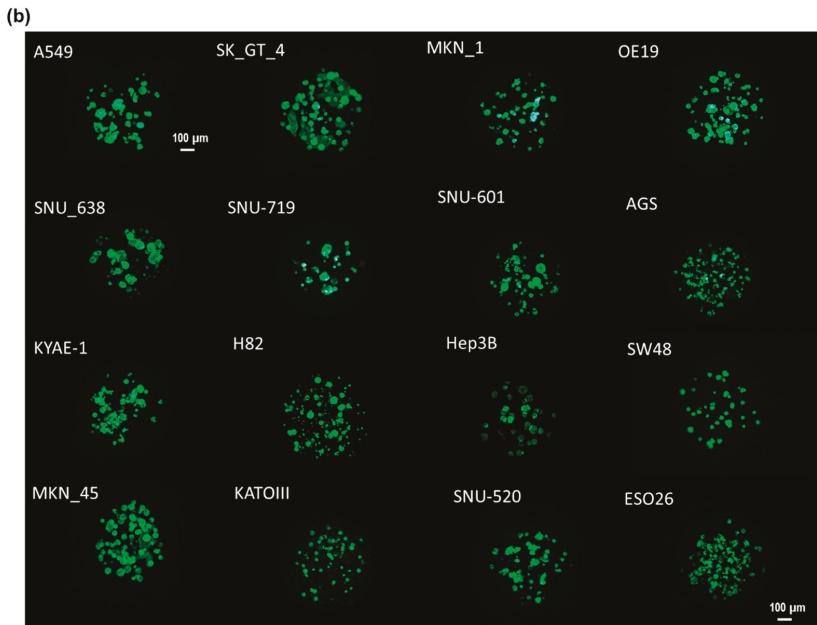 (b)
A549
SK_GT_4
MKN_1
OE19
100 µm
SNU_638
SNU-719
SNU-601
AGS
KYAE-1
H82
Hep3B
SW48
MKN_45
KATOIII
SNU-520
ESO26
100 µm